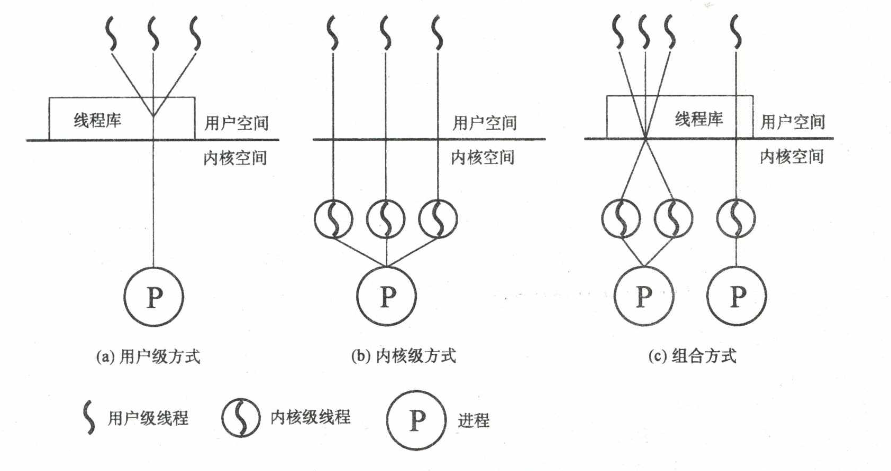 线程库 用户空间 用户空间 线程库 用户空间
内核空间 内核空间 内核空间
P P P P
(a) 用户级方式 (b) 内核级方式 (c) 组合方式
用户级线程 内核级线程 P 进程